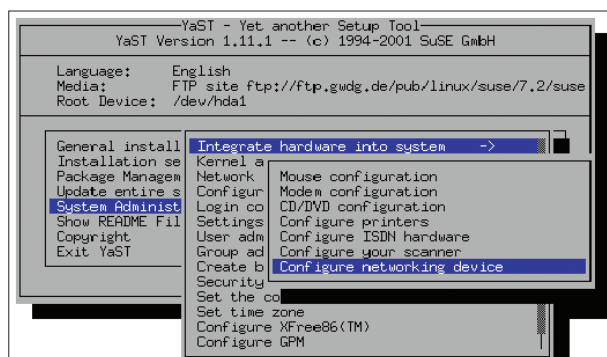 YaST - Yet another Setup Tool
YaST Version 1.11.1 -- (c) 1994-2001 SuSE GmbH
Language: English
Media: FTP site ftp://ftp.gwdg.de/pub/linux/suse/7.2/suse
Root Device: /dev/hda1
General install
Installation se
Package Managem
Update entire s
System Administ
Show README Fil
Copyright
Exit YaST
Integrate hardware into system ->
Kernel a
Network
Configur
Login co
Settings
User adm
Group ad
Create b
Security
Set the co
Set time zone
Configure XFree86(TM)
Configure GPM
Mouse configuration
Modem configuration
CD/DVD configuration
Configure printers
Configure ISDN hardware
Configure your scanner
Configure networking device